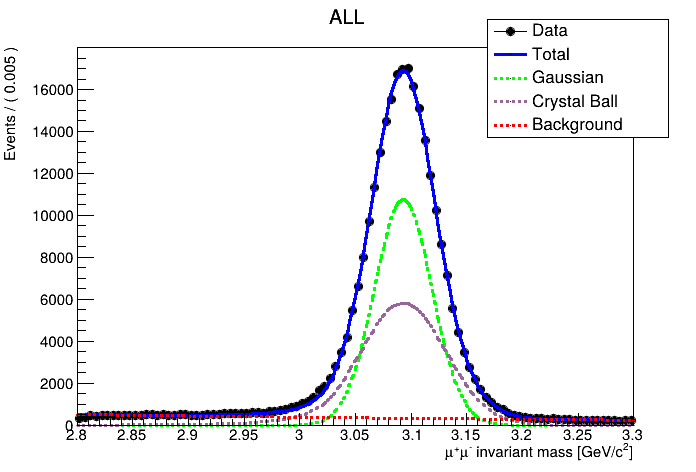 ALL
Events / ( 0.005 )
Data
Total
Gaussian
Crystal Ball
Background
16000
14000
12000
10000
8000
6000
4000
2000
0
2.8 2.85 2.9 2.95 3 3.05 3.1 3.15 3.2 3.25 3.3
μ⁺μ⁻ invariant mass [GeV/c²]